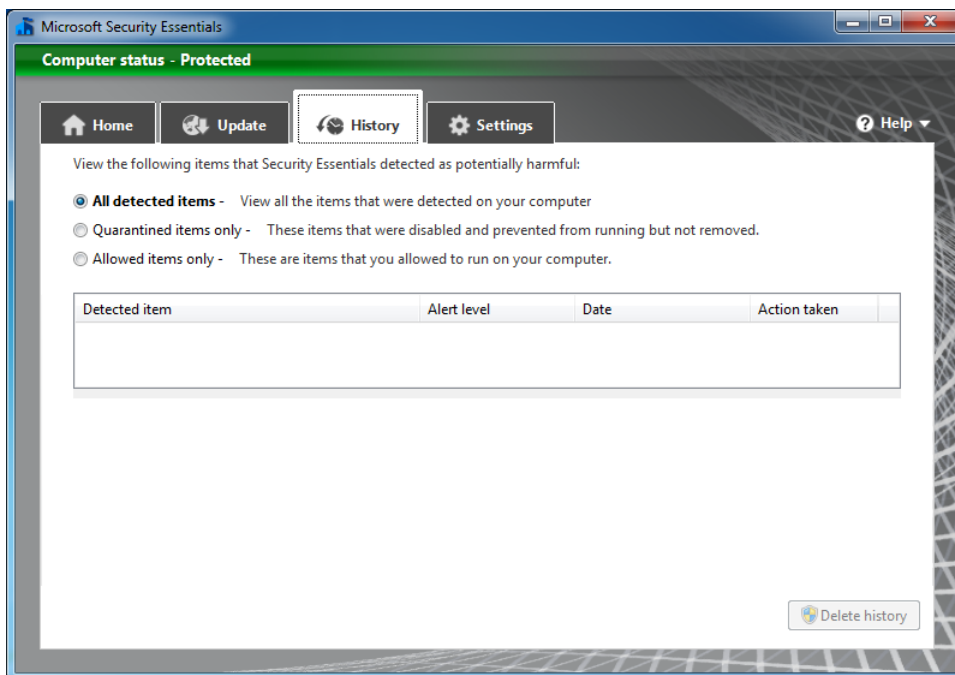 Microsoft Security Essentials
Computer status - Protected
Home Update History Settings Help
View the following items that Security Essentials detected as potentially harmful:
All detected items - View all the items that were detected on your computer
Quarantined items only - These items that were disabled and prevented from running but not removed.
Allowed items only - These are items that you allowed to run on your computer.
Detected item Alert level Date Action taken
Delete history